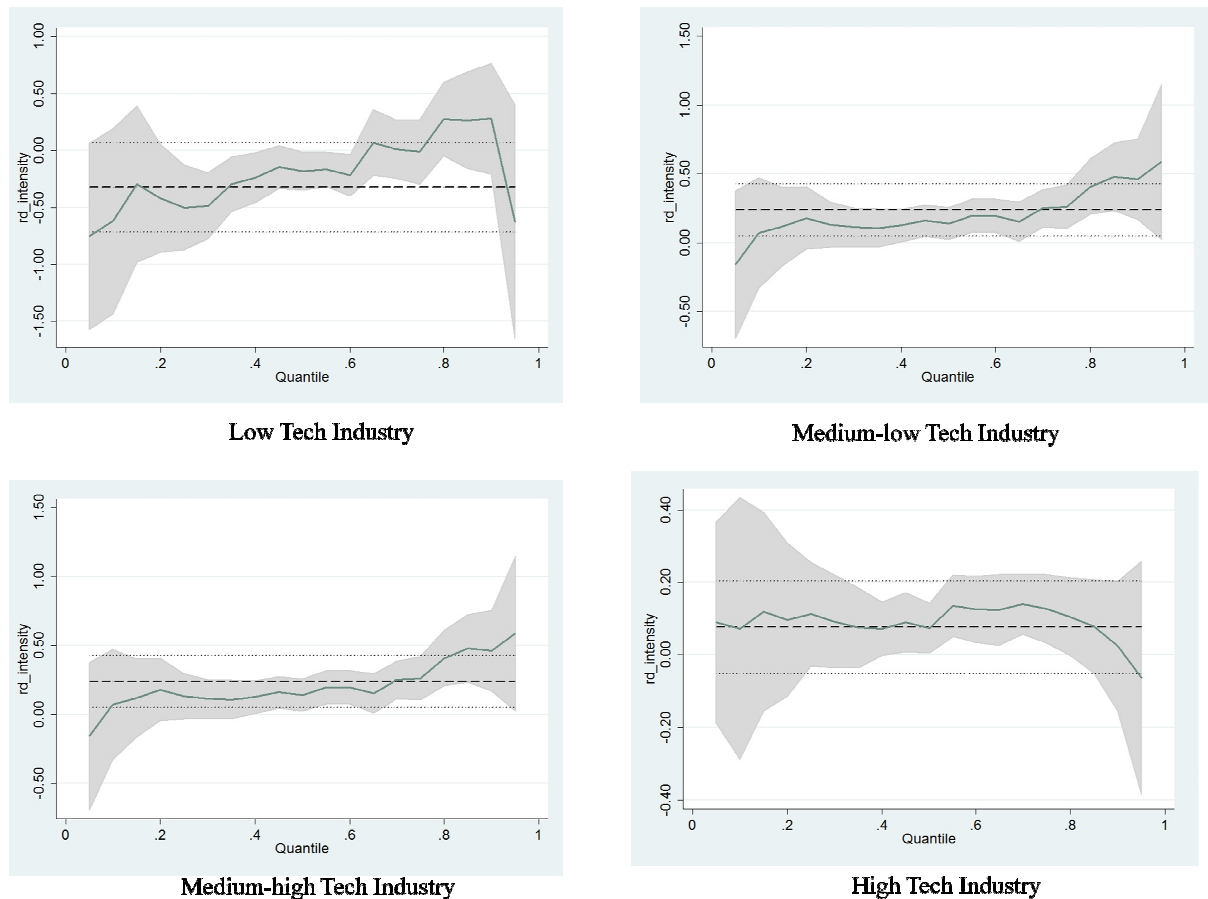 1.00
0.50
0.00
-0.50
-1.00
-1.50
rd_intensity
0 .2 .4 .6 .8 1
Quantile
Low Tech Industry
1.50
1.00
0.50
0.00
-0.50
rd_intensity
0 .2 .4 .6 .8 1
Quantile
Medium-low Tech Industry
1.50
1.00
0.50
0.00
-0.50
rd_intensity
0 .2 .4 .6 .8 1
Quantile
Medium-high Tech Industry
0.40
0.20
0.00
-0.20
-0.40
rd_intensity
0 .2 .4 .6 .8 1
Quantile
High Tech Industry